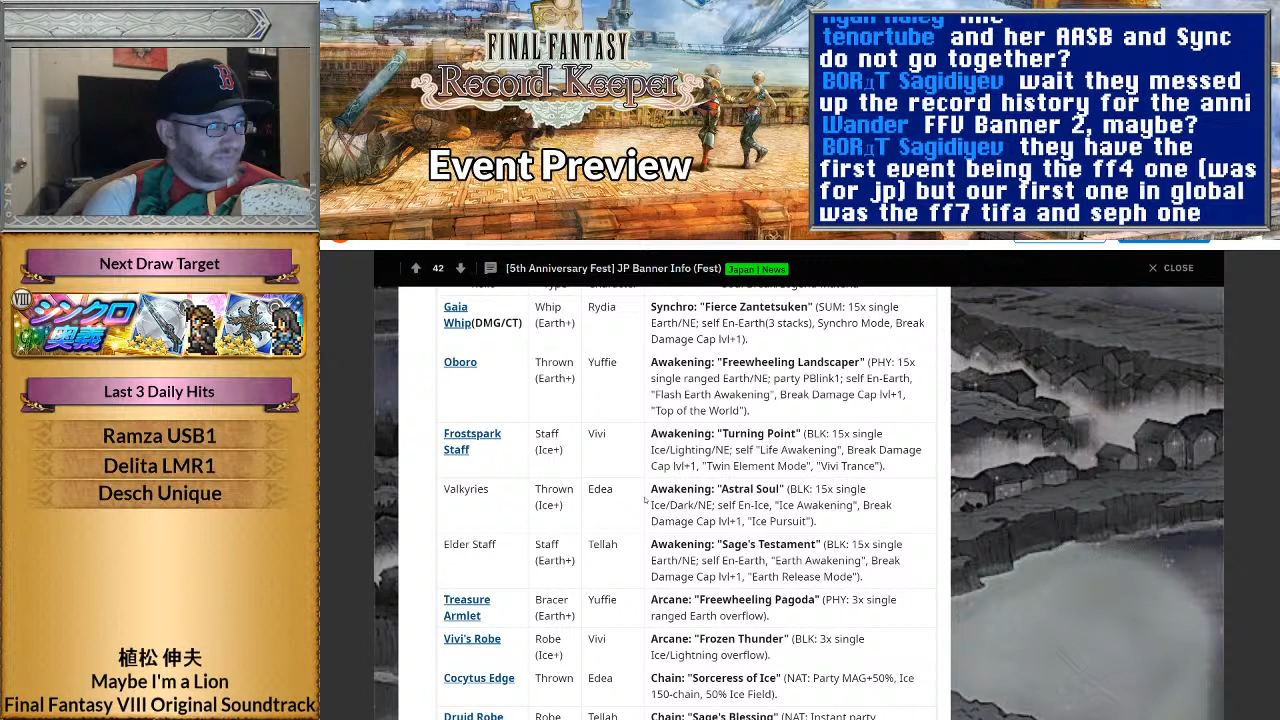 FINAL FANTASY
Record Keeper
Event Preview
Ryan Haley
tenortube and her AASB and Sync
do not go together?
BORдT Sagidiyev wait they messed
up the record history for the anni
Wander FFV Banner 2, maybe?
BORдT Sagidiyev they have the
first event being the ff4 one (was
for jp) but our first one in global
was the ff7 tifa and seph one
Next Draw Target
VIII
シンクロ
奥義
Last 3 Daily Hits
Ramza USB1
Delita LMR1
Desch Unique
植松 伸夫
Maybe I'm a Lion
Final Fantasy VIII Original Soundtrack
42
[5th Anniversary Fest] JP Banner Info (Fest) Japan | News
CLOSE
Gaia Whip(DMG/CT) Whip (Earth+) Rydia Synchro: "Fierce Zantetsuken" (SUM: 15x single
Earth/NE; self En-Earth(3 stacks), Synchro Mode, Break
Damage Cap lvl+1).
Oboro Thrown (Earth+) Yuffie Awakening: "Freewheeling Landscaper" (PHY: 15x
single ranged Earth/NE; party PBlink1; self En-Earth,
"Flash Earth Awakening", Break Damage Cap lvl+1,
"Top of the World").
Frostspark Staff Staff (Ice+) Vivi Awakening: "Turning Point" (BLK: 15x single
Ice/Lighting/NE; self "Life Awakening", Break Damage
Cap lvl+1, "Twin Element Mode", "Vivi Trance").
Valkyries Thrown (Ice+) Edea Awakening: "Astral Soul" (BLK: 15x single
Ice/Dark/NE; self En-Ice, "Ice Awakening", Break
Damage Cap lvl+1, "Ice Pursuit").
Elder Staff Staff (Earth+) Tellah Awakening: "Sage's Testament" (BLK: 15x single
Earth/NE; self En-Earth, "Earth Awakening", Break
Damage Cap lvl+1, "Earth Release Mode").
Treasure Armlet Bracer (Earth+) Yuffie Arcane: "Freewheeling Pagoda" (PHY: 3x single
ranged Earth overflow).
Vivi's Robe Robe (Ice+) Vivi Arcane: "Frozen Thunder" (BLK: 3x single
Ice/Lightning overflow).
Cocytus Edge Thrown Edea Chain: "Sorceress of Ice" (NAT: Party MAG+50%, Ice
150-chain, 50% Ice Field).
Druid Robe Robe Tellah Chain: "Sage's Blessing" (NAT: Instant party